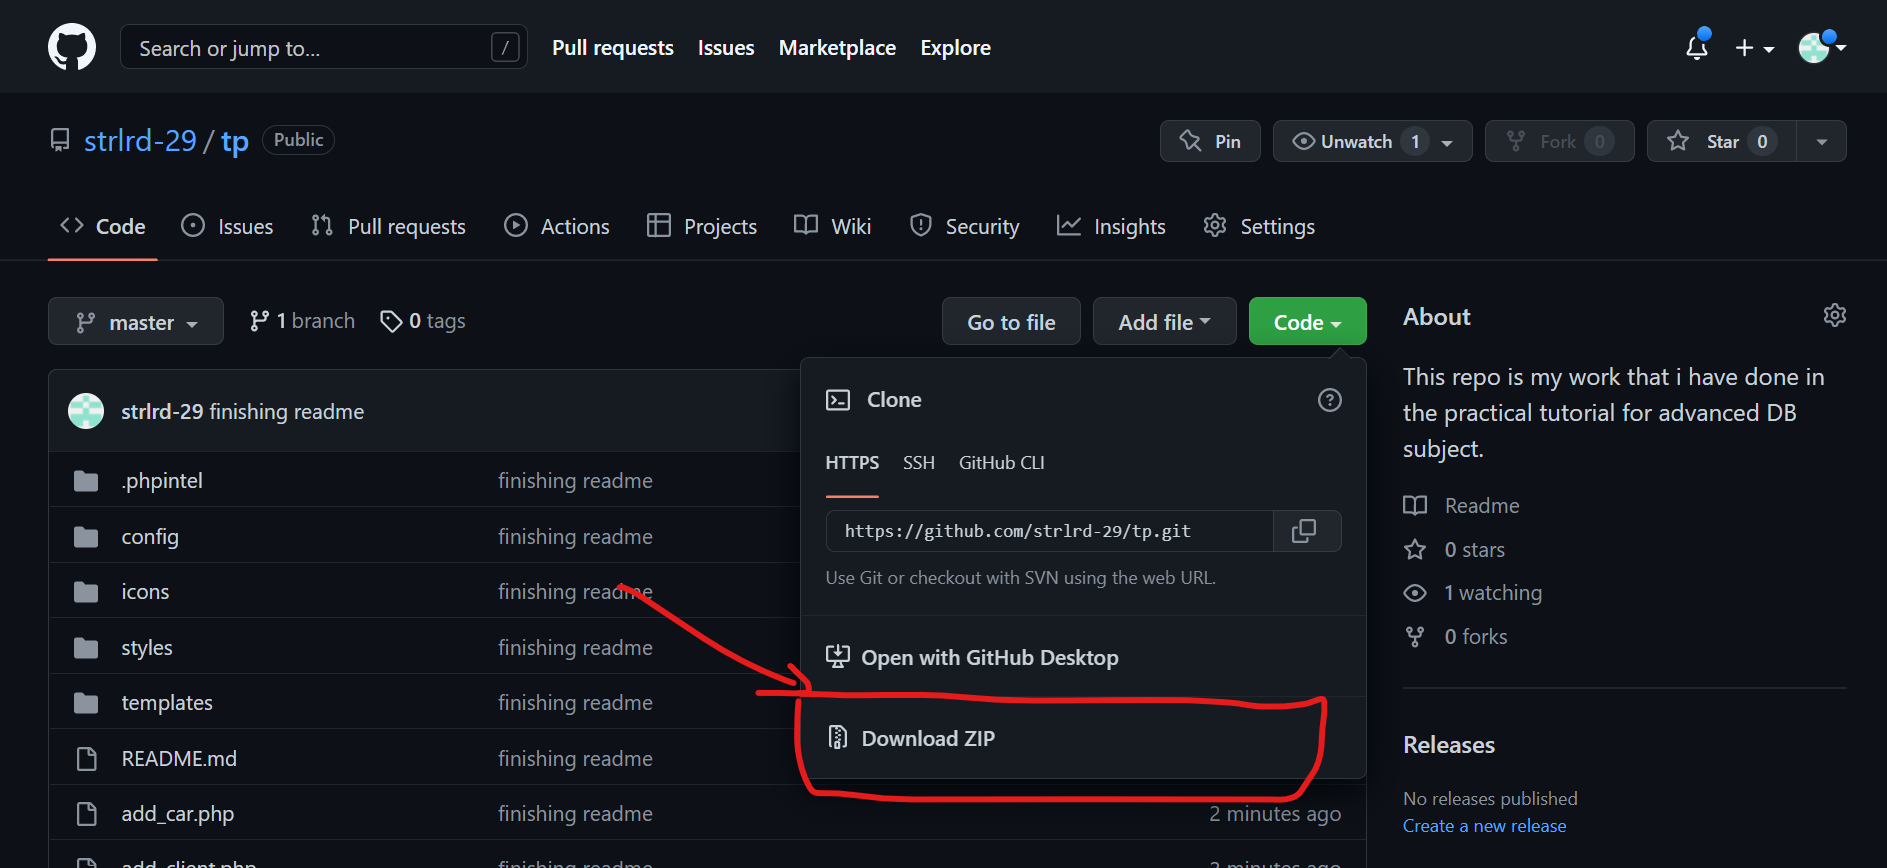 Search or jump to... /
Pull requests Issues Marketplace Explore
strlrd-29 / tp Public
Pin Unwatch 1 Fork 0 Star 0
Code Issues Pull requests Actions Projects Wiki Security Insights Settings
master 1 branch 0 tags Go to file Add file Code
strlrd-29 finishing readme
.phpintel finishing readme
config finishing readme
icons finishing readme
styles finishing readme
templates finishing readme
README.md finishing readme
add_car.php finishing readme 2 minutes ago
add_client.php finishing readme 2 minutes ago
Clone
HTTPS SSH GitHub CLI
https://github.com/strlrd-29/tp.git
Use Git or checkout with SVN using the web URL.
Open with GitHub Desktop
Download ZIP
About
This repo is my work that i have done in
the practical tutorial for advanced DB
subject.
Readme
0 stars
1 watching
0 forks
Releases
No releases published
Create a new release